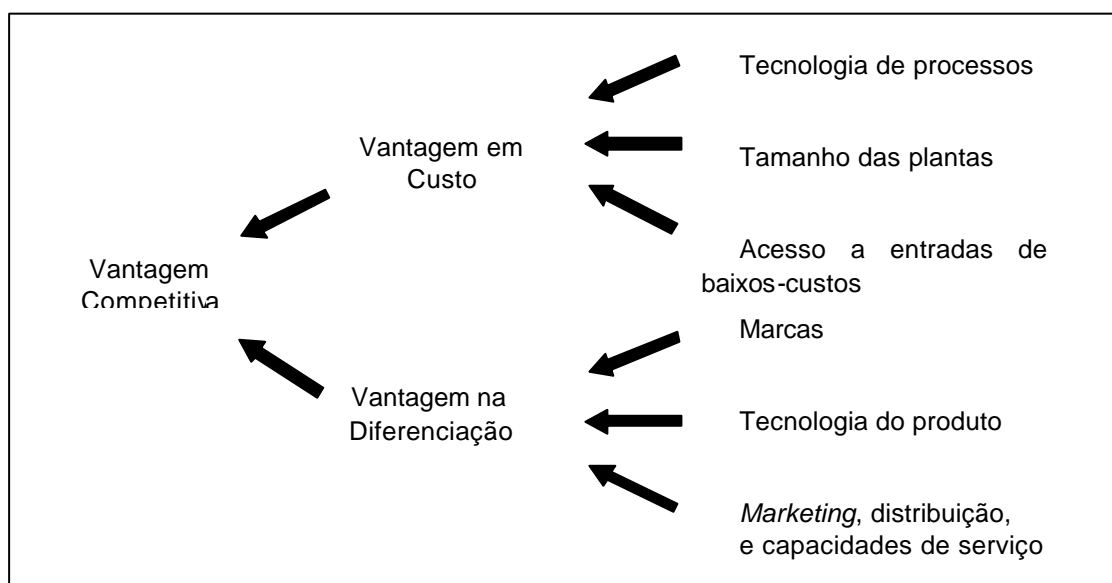 Tecnologia de processos
Vantagem em
Custo
Tamanho das plantas
Acesso a entradas de
baixos-custos
Vantagem
Competitiva
Marcas
Vantagem na
Diferenciação
Tecnologia do produto
Marketing, distribuição,
e capacidades de serviço